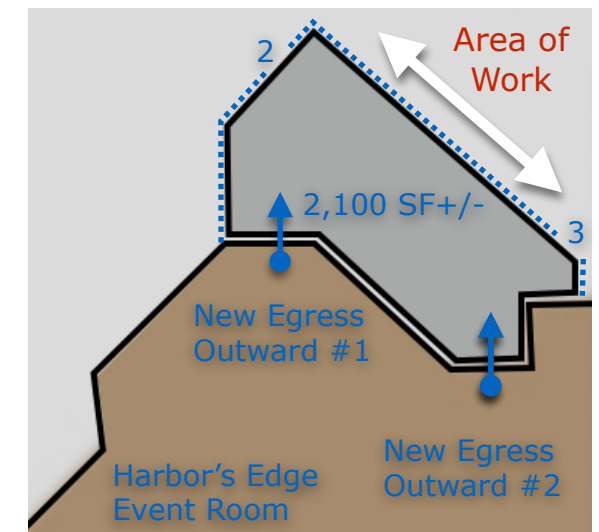 2
Area of
Work
2,100 SF+/-
3
New Egress
Outward #1
New Egress
Outward #2
Harbor's Edge
Event Room